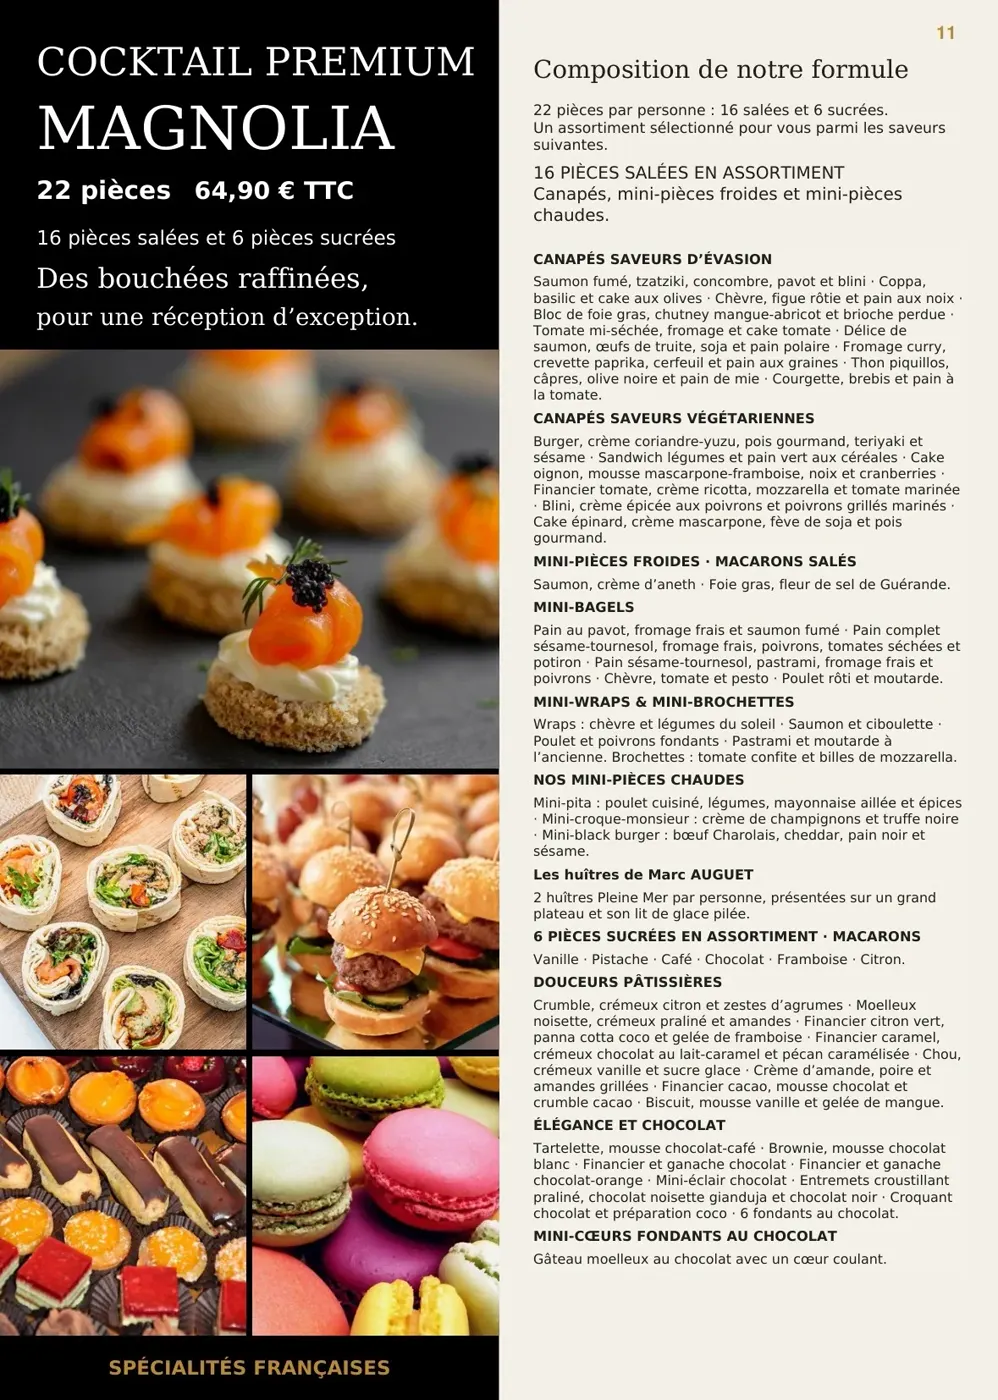 COCKTAIL PREMIUM
MAGNOLIA
22 pièces 64,90 € TTC
16 pièces salées et 6 pièces sucrées
Des bouchées raffinées,
pour une réception d’exception.
SPÉCIALITÉS FRANÇAISES
11
Composition de notre formule
22 pièces par personne : 16 salées et 6 sucrées.
Un assortiment sélectionné pour vous parmi les saveurs
suivantes.
16 PIÈCES SALÉES EN ASSORTIMENT
Canapés, mini-pièces froides et mini-pièces
chaudes.
CANAPÉS SAVEURS D’ÉVASION
Saumon fumé, tzatziki, concombre, pavot et blini · Coppa,
basilic et cake aux olives · Chèvre, figue rôtie et pain aux noix ·
Bloc de foie gras, chutney mangue-abricot et brioche perdue ·
Tomate mi-séchée, fromage et cake tomate · Délice de
saumon, œufs de truite, soja et pain polaire · Fromage curry,
crevette paprika, cerfeuil et pain aux graines · Thon piquillos,
câpres, olive noire et pain de mie · Courgette, brebis et pain à
la tomate.
CANAPÉS SAVEURS VÉGÉTARIENNES
Burger, crème coriandre-yuzu, pois gourmand, teriyaki et
sésame · Sandwich légumes et pain vert aux céréales · Cake
oignon, mousse mascarpone-framboise, noix et cranberries ·
Financier tomate, crème ricotta, mozzarella et tomate marinée
· Blini, crème épicée aux poivrons et poivrons grillés marinés ·
Cake épinard, crème mascarpone, fève de soja et pois
gourmand.
MINI-PIÈCES FROIDES · MACARONS SALÉS
Saumon, crème d’aneth · Foie gras, fleur de sel de Guérande.
MINI-BAGELS
Pain au pavot, fromage frais et saumon fumé · Pain complet
sésame-tournesol, fromage frais, poivrons, tomates séchées et
potiron · Pain sésame-tournesol, pastrami, fromage frais et
poivrons · Chèvre, tomate et pesto · Poulet rôti et moutarde.
MINI-WRAPS & MINI-BROCHETTES
Wraps : chèvre et légumes du soleil · Saumon et ciboulette ·
Poulet et poivrons fondants · Pastrami et moutarde à
l’ancienne. Brochettes : tomate confite et billes de mozzarella.
NOS MINI-PIÈCES CHAUDES
Mini-pita : poulet cuisiné, légumes, mayonnaise aillée et épices
· Mini-croque-monsieur : crème de champignons et truffe noire
· Mini-black burger : bœuf Charolais, cheddar, pain noir et
sésame.
Les huîtres de Marc AUGUET
2 huîtres Pleine Mer par personne, présentées sur un grand
plateau et son lit de glace pilée.
6 PIÈCES SUCRÉES EN ASSORTIMENT · MACARONS
Vanille · Pistache · Café · Chocolat · Framboise · Citron.
DOUCEURS PÂTISSIÈRES
Crumble, crémeux citron et zestes d’agrumes · Moelleux
noisette, crémeux praliné et amandes · Financier citron vert,
panna cotta coco et gelée de framboise · Financier caramel,
crémeux chocolat au lait-caramel et pécan caramélisée · Chou,
crémeux vanille et sucre glace · Crème d’amande, poire et
amandes grillées · Financier cacao, mousse chocolat et
crumble cacao · Biscuit, mousse vanille et gelée de mangue.
ÉLÉGANCE ET CHOCOLAT
Tartelette, mousse chocolat-café · Brownie, mousse chocolat
blanc · Financier et ganache chocolat · Financier et ganache
chocolat-orange · Mini-éclair chocolat · Entremets croustillant
praliné, chocolat noisette gianduja et chocolat noir · Croquant
chocolat et préparation coco · 6 fondants au chocolat.
MINI-CŒURS FONDANTS AU CHOCOLAT
Gâteau moelleux au chocolat avec un cœur coulant.